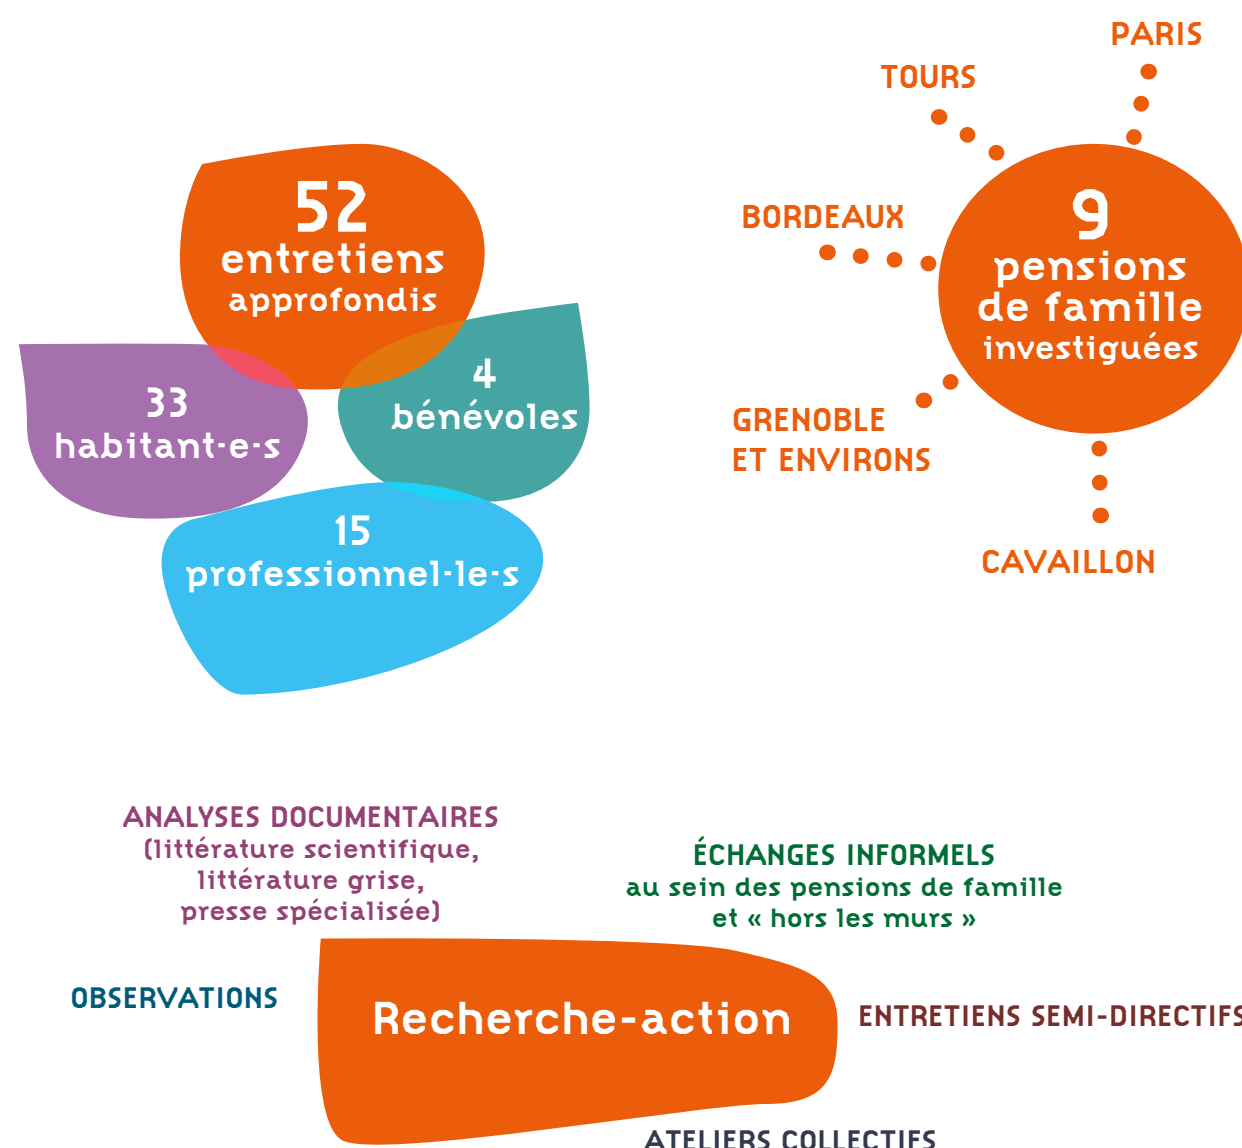 52
entretiens
approfondis
33
habitant·e·s
4
bénévoles
15
professionnel·le·s
PARIS
TOURS
BORDEAUX
9
pensions
de famille
investiguées
GRENOBLE
ET ENVIRONS
CAVAILLON
ANALYSES DOCUMENTAIRES
(littérature scientifique,
littérature grise,
presse spécialisée)
ÉCHANGES INFORMELS
au sein des pensions de famille
et « hors les murs »
OBSERVATIONS
Recherche-action
ENTRETIENS SEMI-DIRECTIFS
ATELIERS COLLECTIFS